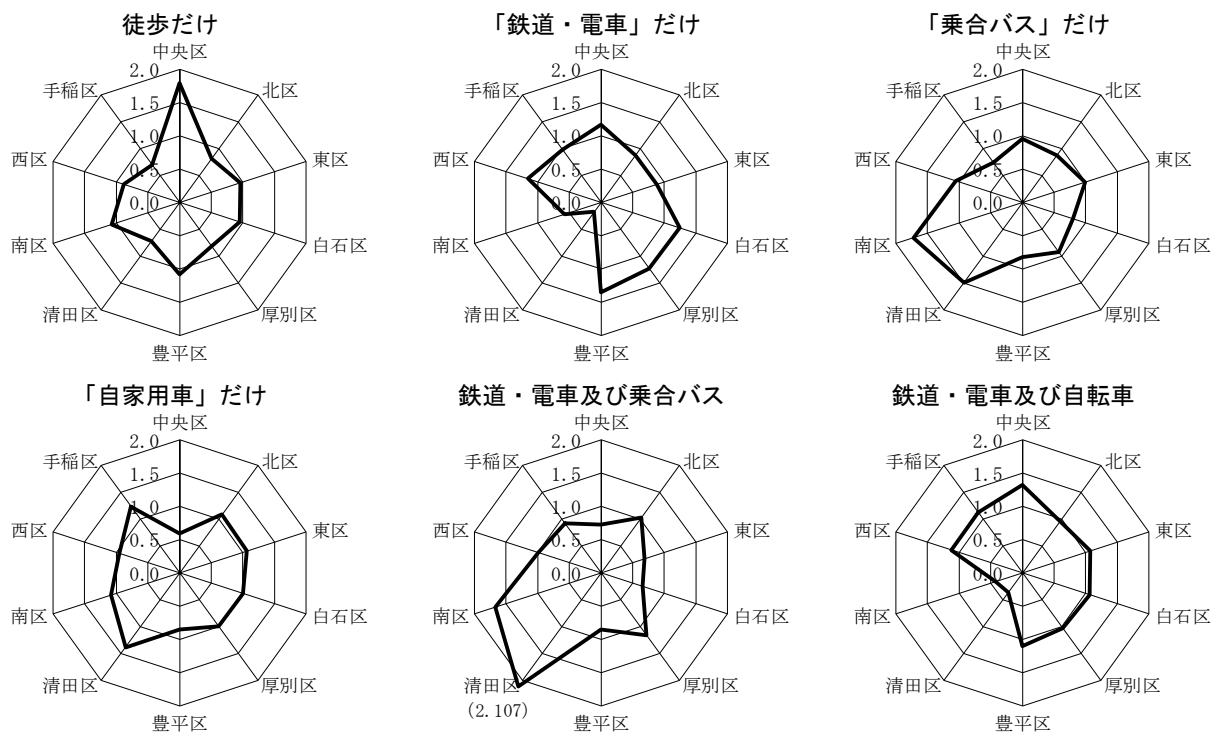 徒歩だけ
中央区
北区
東区
白石区
厚別区
豊平区
清田区
南区
西区
手稲区
2.0
1.5
1.0
0.5
0.0
「鉄道・電車」だけ
中央区
北区
東区
白石区
厚別区
豊平区
清田区
南区
西区
手稲区
2.0
1.5
1.0
0.5
0.0
「乗合バス」だけ
中央区
北区
東区
白石区
厚別区
豊平区
清田区
南区
西区
手稲区
2.0
1.5
1.0
0.5
0.0
「自家用車」だけ
中央区
北区
東区
白石区
厚別区
豊平区
清田区
南区
西区
手稲区
2.0
1.5
1.0
0.5
0.0
鉄道・電車及び乗合バス
中央区
北区
東区
白石区
厚別区
豊平区
清田区
(2.107)
南区
西区
手稲区
2.0
1.5
1.0
0.5
0.0
鉄道・電車及び自転車
中央区
北区
東区
白石区
厚別区
豊平区
清田区
南区
西区
手稲区
2.0
1.5
1.0
0.5
0.0